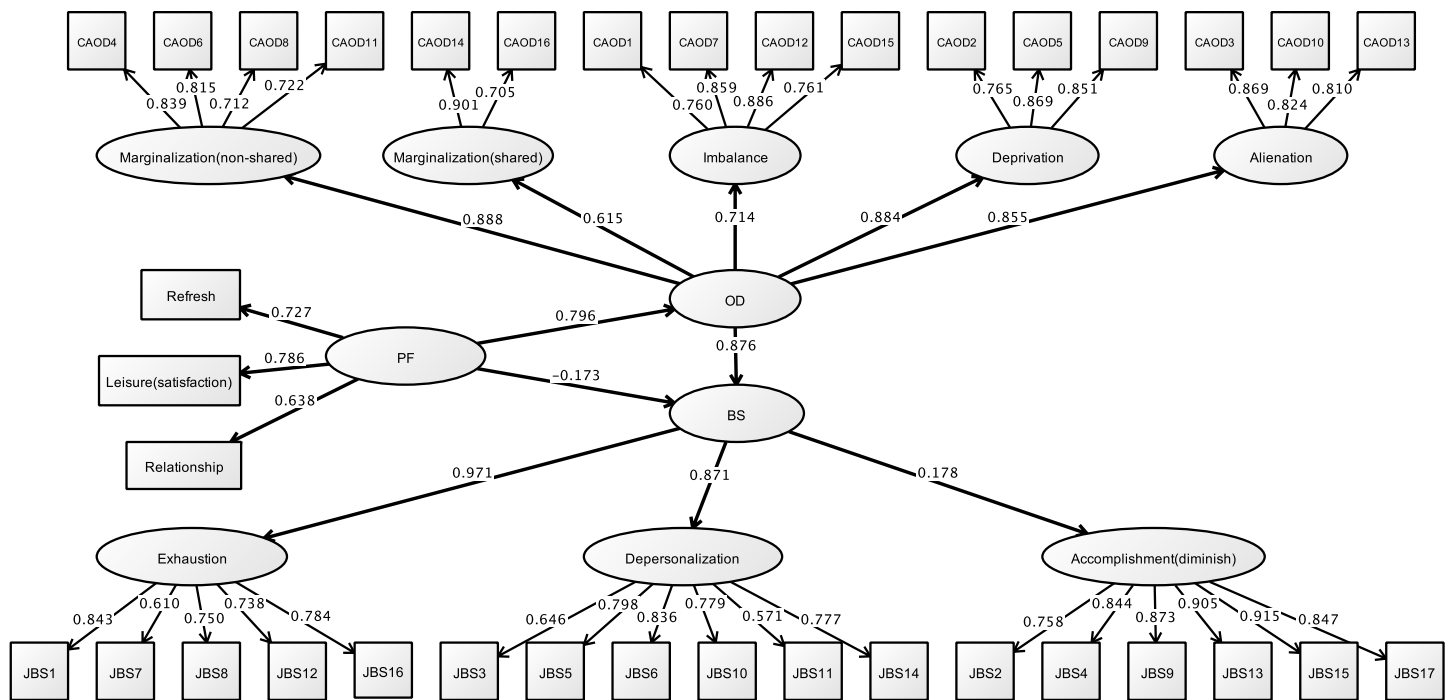 CAOD4 CAOD6 CAOD8 CAOD11 CAOD14 CAOD16 CAOD1 CAOD7 CAOD12 CAOD15 CAOD2 CAOD5 CAOD9 CAOD3 CAOD10 CAOD13
0.839 0.815 0.712 0.722 0.901 0.705 0.760 0.859 0.886 0.761 0.765 0.869 0.851 0.869 0.824 0.810
Marginalization(non-shared) Marginalization(shared) Imbalance Deprivation Alienation
0.888 0.615 0.714 0.884 0.855
Refresh OD
0.727 0.796
0.876
Leisure(satisfaction) 0.786 PF
−0.173
0.638 BS
Relationship
0.971 0.871 0.178
Exhaustion Depersonalization Accomplishment(diminish)
0.843 0.610 0.750 0.738 0.784 0.646 0.798 0.836 0.779 0.571 0.777 0.758 0.844 0.873 0.905 0.915 0.847
JBS1 JBS7 JBS8 JBS12 JBS16 JBS3 JBS5 JBS6 JBS10 JBS11 JBS14 JBS2 JBS4 JBS9 JBS13 JBS15 JBS17